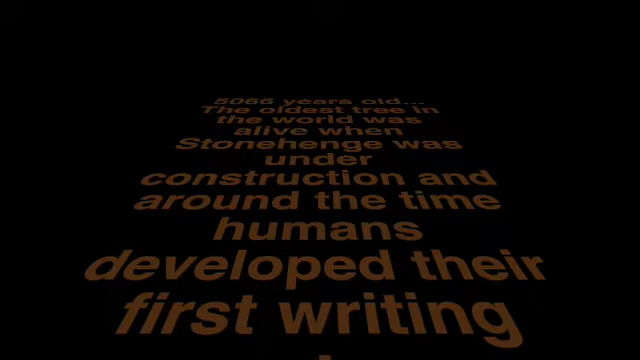 5066 years old...
The oldest tree in
the world was
alive when
Stonehenge was
under
construction and
around the time
humans
developed their
first writing